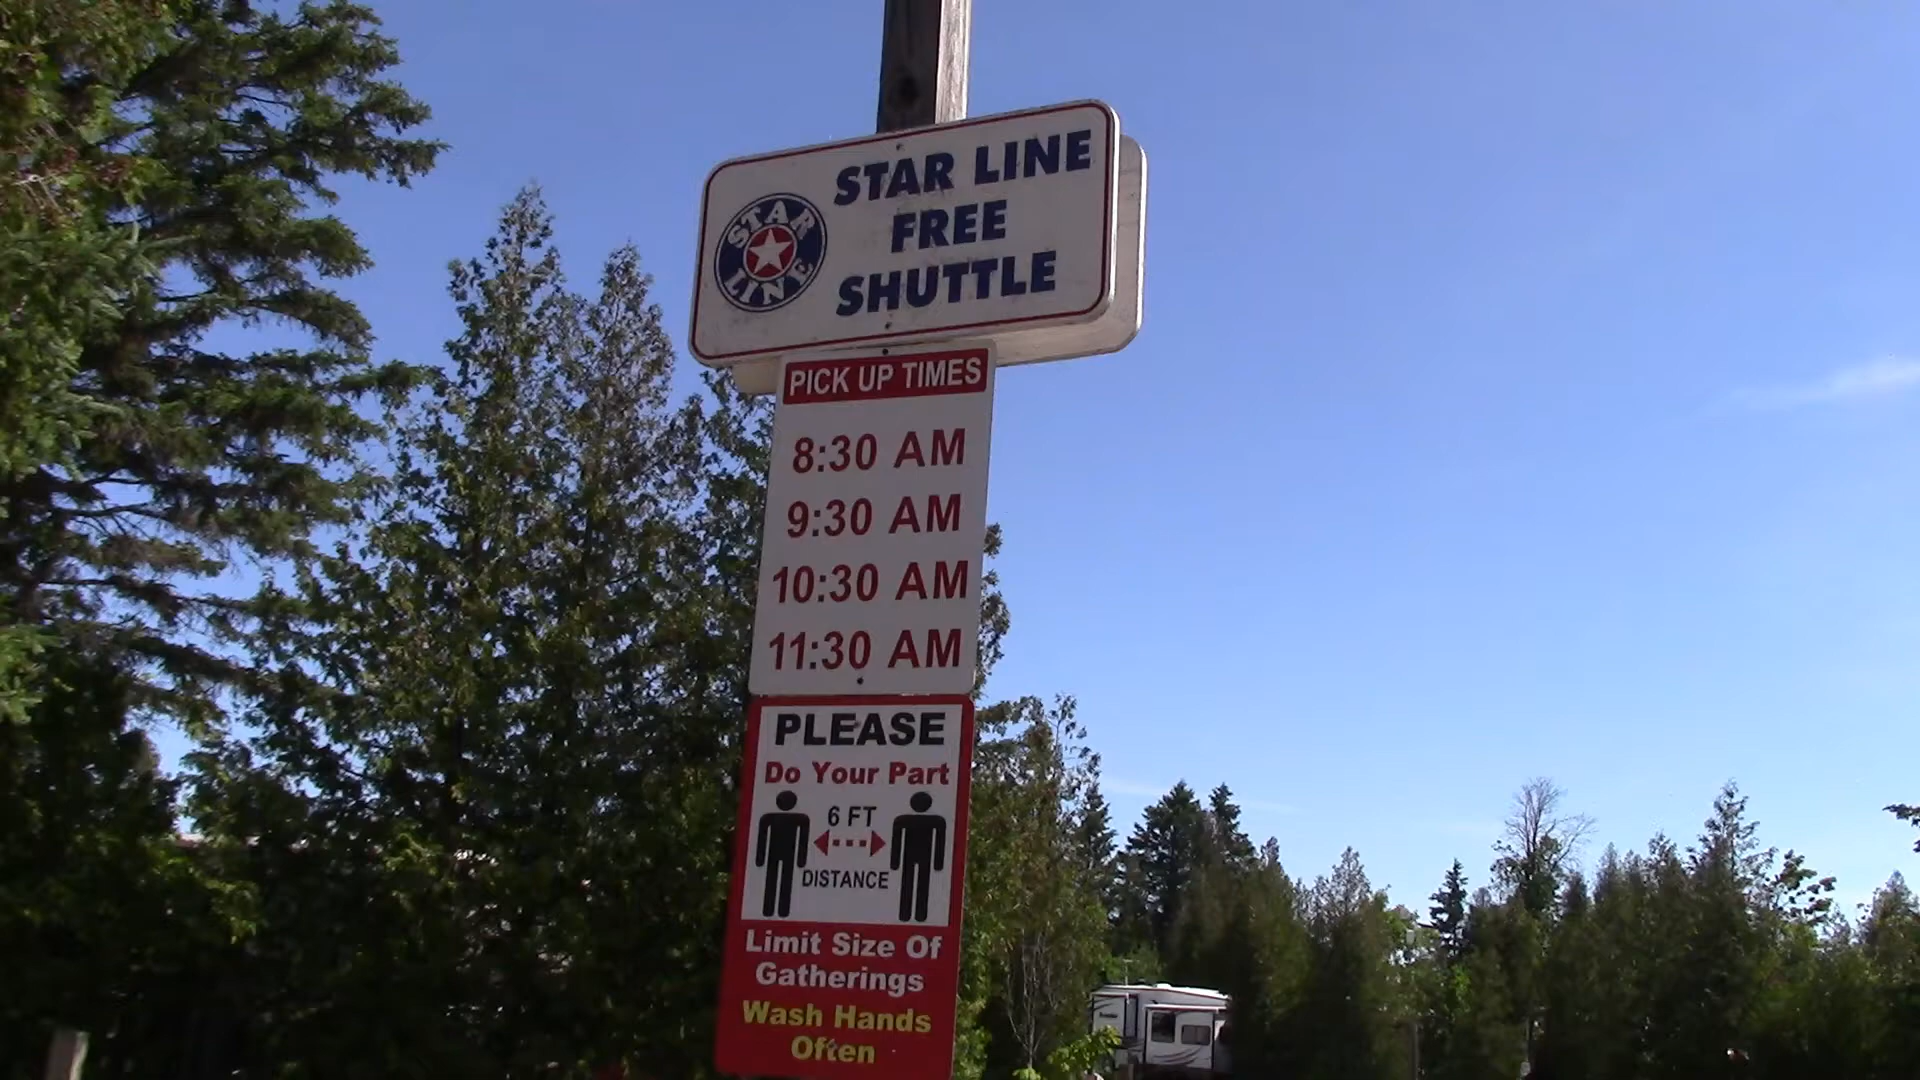 STAR LINE
STAR LINE
FREE
SHUTTLE
PICK UP TIMES
8:30 AM
9:30 AM
10:30 AM
11:30 AM
PLEASE
Do Your Part
6 FT
DISTANCE
Limit Size Of
Gatherings
Wash Hands
Often